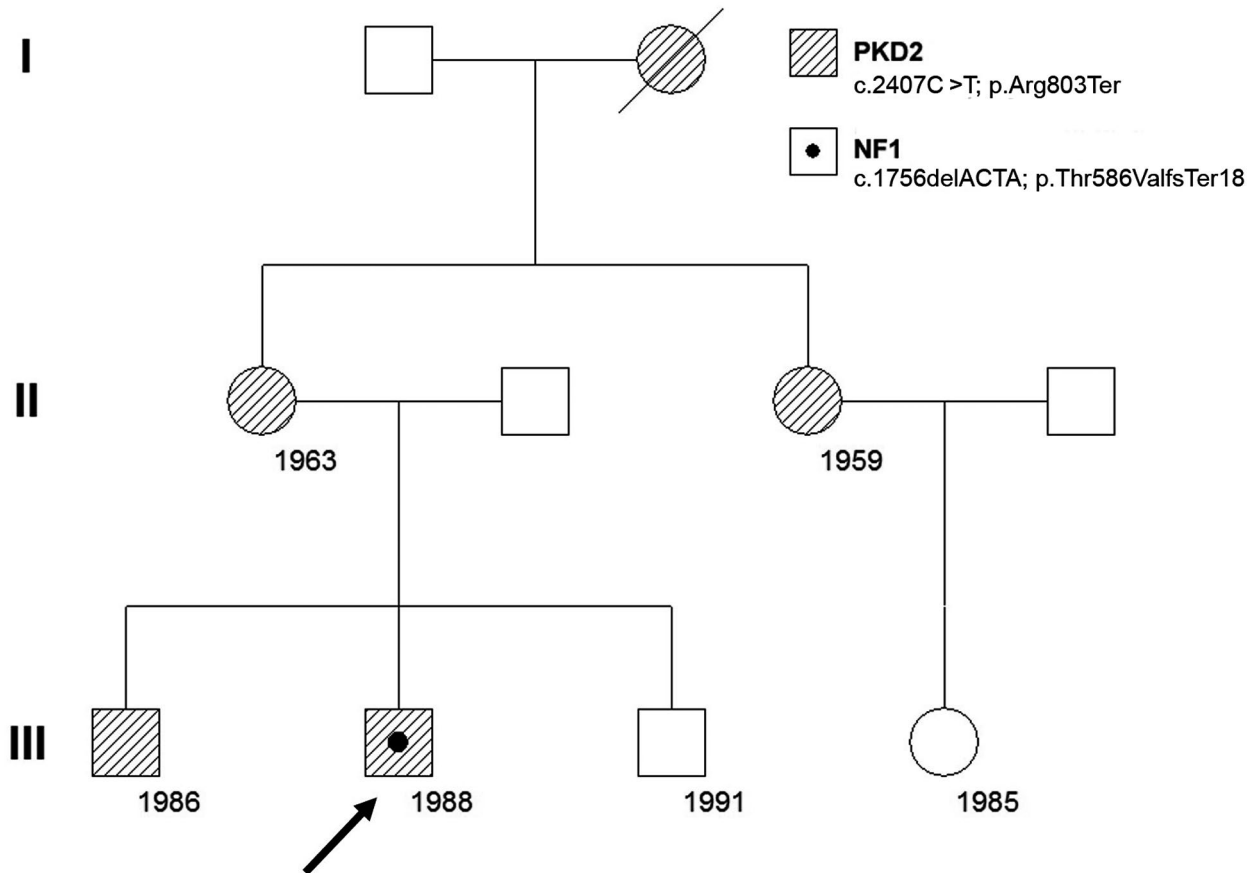 I
PKD2
c.2407C >T; p.Arg803Ter
NF1
c.1756delACTA; p.Thr586ValfsTer18
II
1963
1959
III
1986
1988
1991
1985